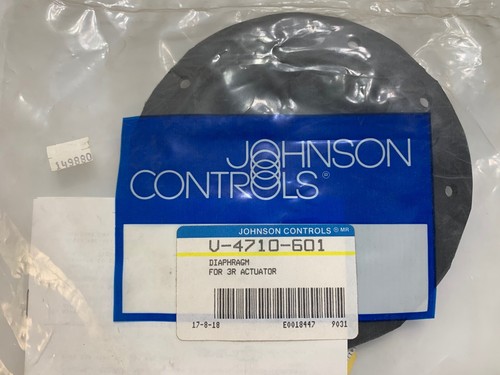 149880
JOHNSON
CONTROLS®
JOHNSON CONTROLS ® MR
V-4710-601
DIAPHRAGM
FOR 3R ACTUATOR
17-8-18 E0018447 9031